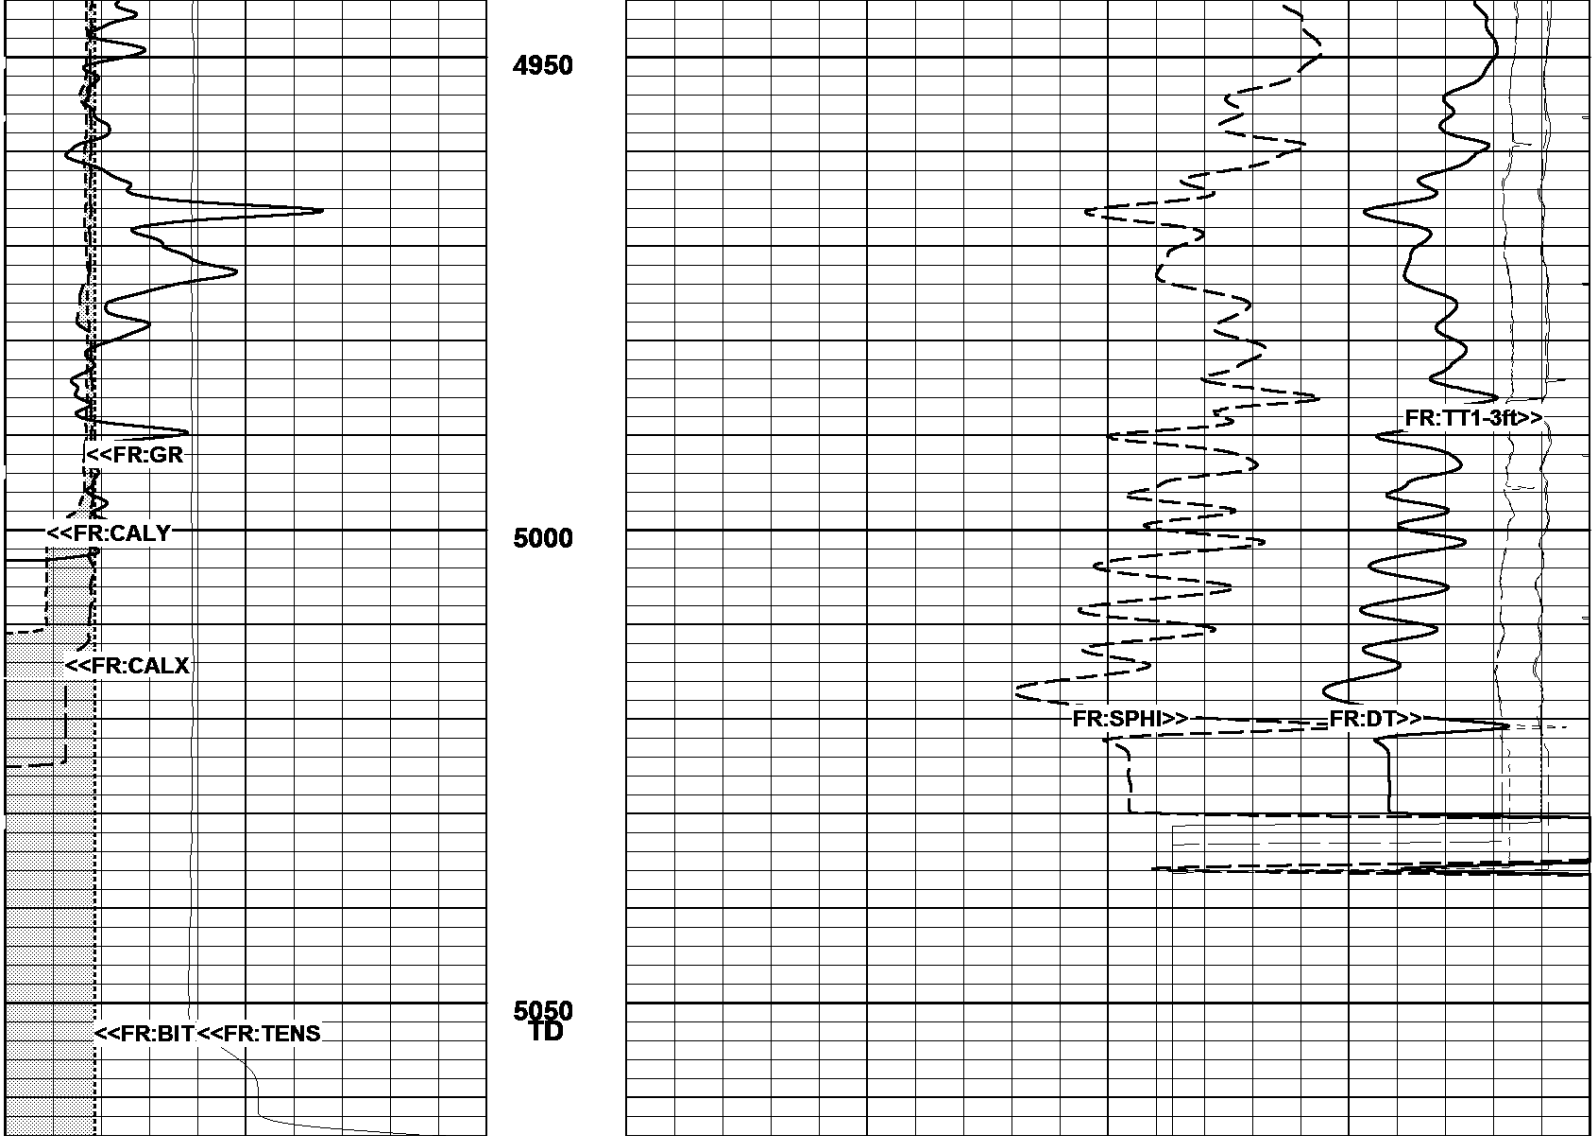 4950
FR:TT1-3ft>>
<<FR:GR
<<FR:CALY
5000
<<FR:CALX
FR:SPHI>>
FR:DT>>
5050
TD
<<FR:BIT
<<FR:TENS